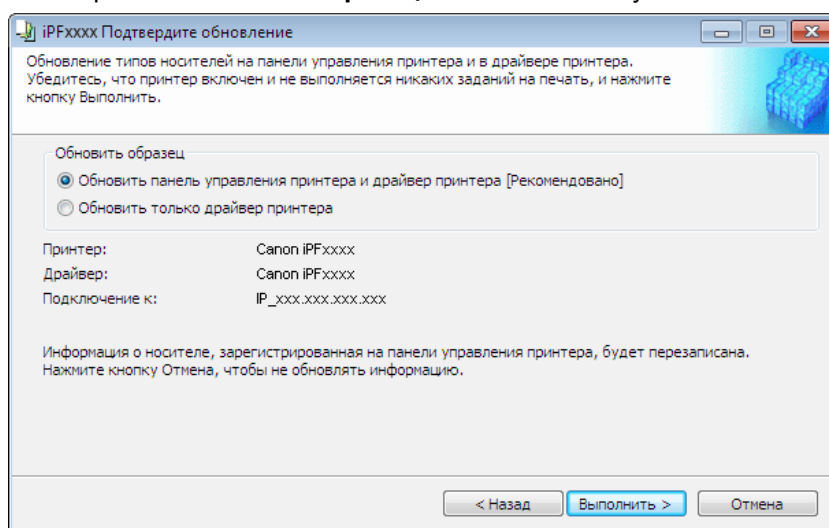 iPFxxxx Подтвердите обновление
Обновление типов носителей на панели управления принтера и в драйвере принтера.
Убедитесь, что принтер включен и не выполняется никаких заданий на печать, и нажмите
кнопку Выполнить.
Обновить образец
Обновить панель управления принтера и драйвер принтера [Рекомендовано]
Обновить только драйвер принтера
Принтер: Canon iPFxxxx
Драйвер: Canon iPFxxxx
Подключение к: IP_xxx.xxx.xxx.xxx
Информация о носителе, зарегистрированная на панели управления принтера, будет перезаписана.
Нажмите кнопку Отмена, чтобы не обновлять информацию.
< Назад Выполнить > Отмена